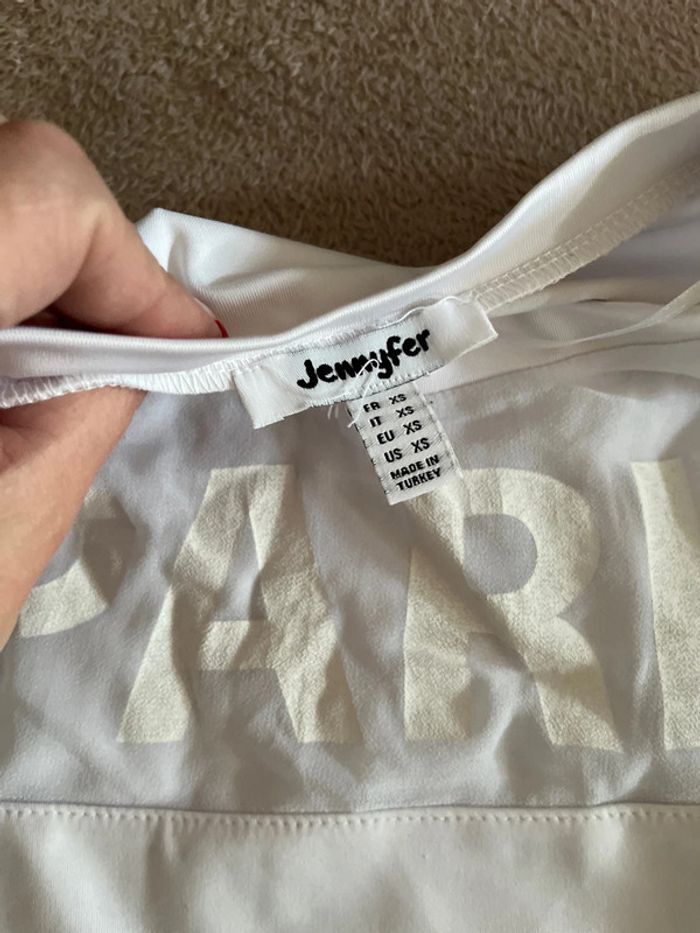 Jennyfer
FR XS
IT XS
EU XS
US XS
MADE IN
TURKEY
PARI